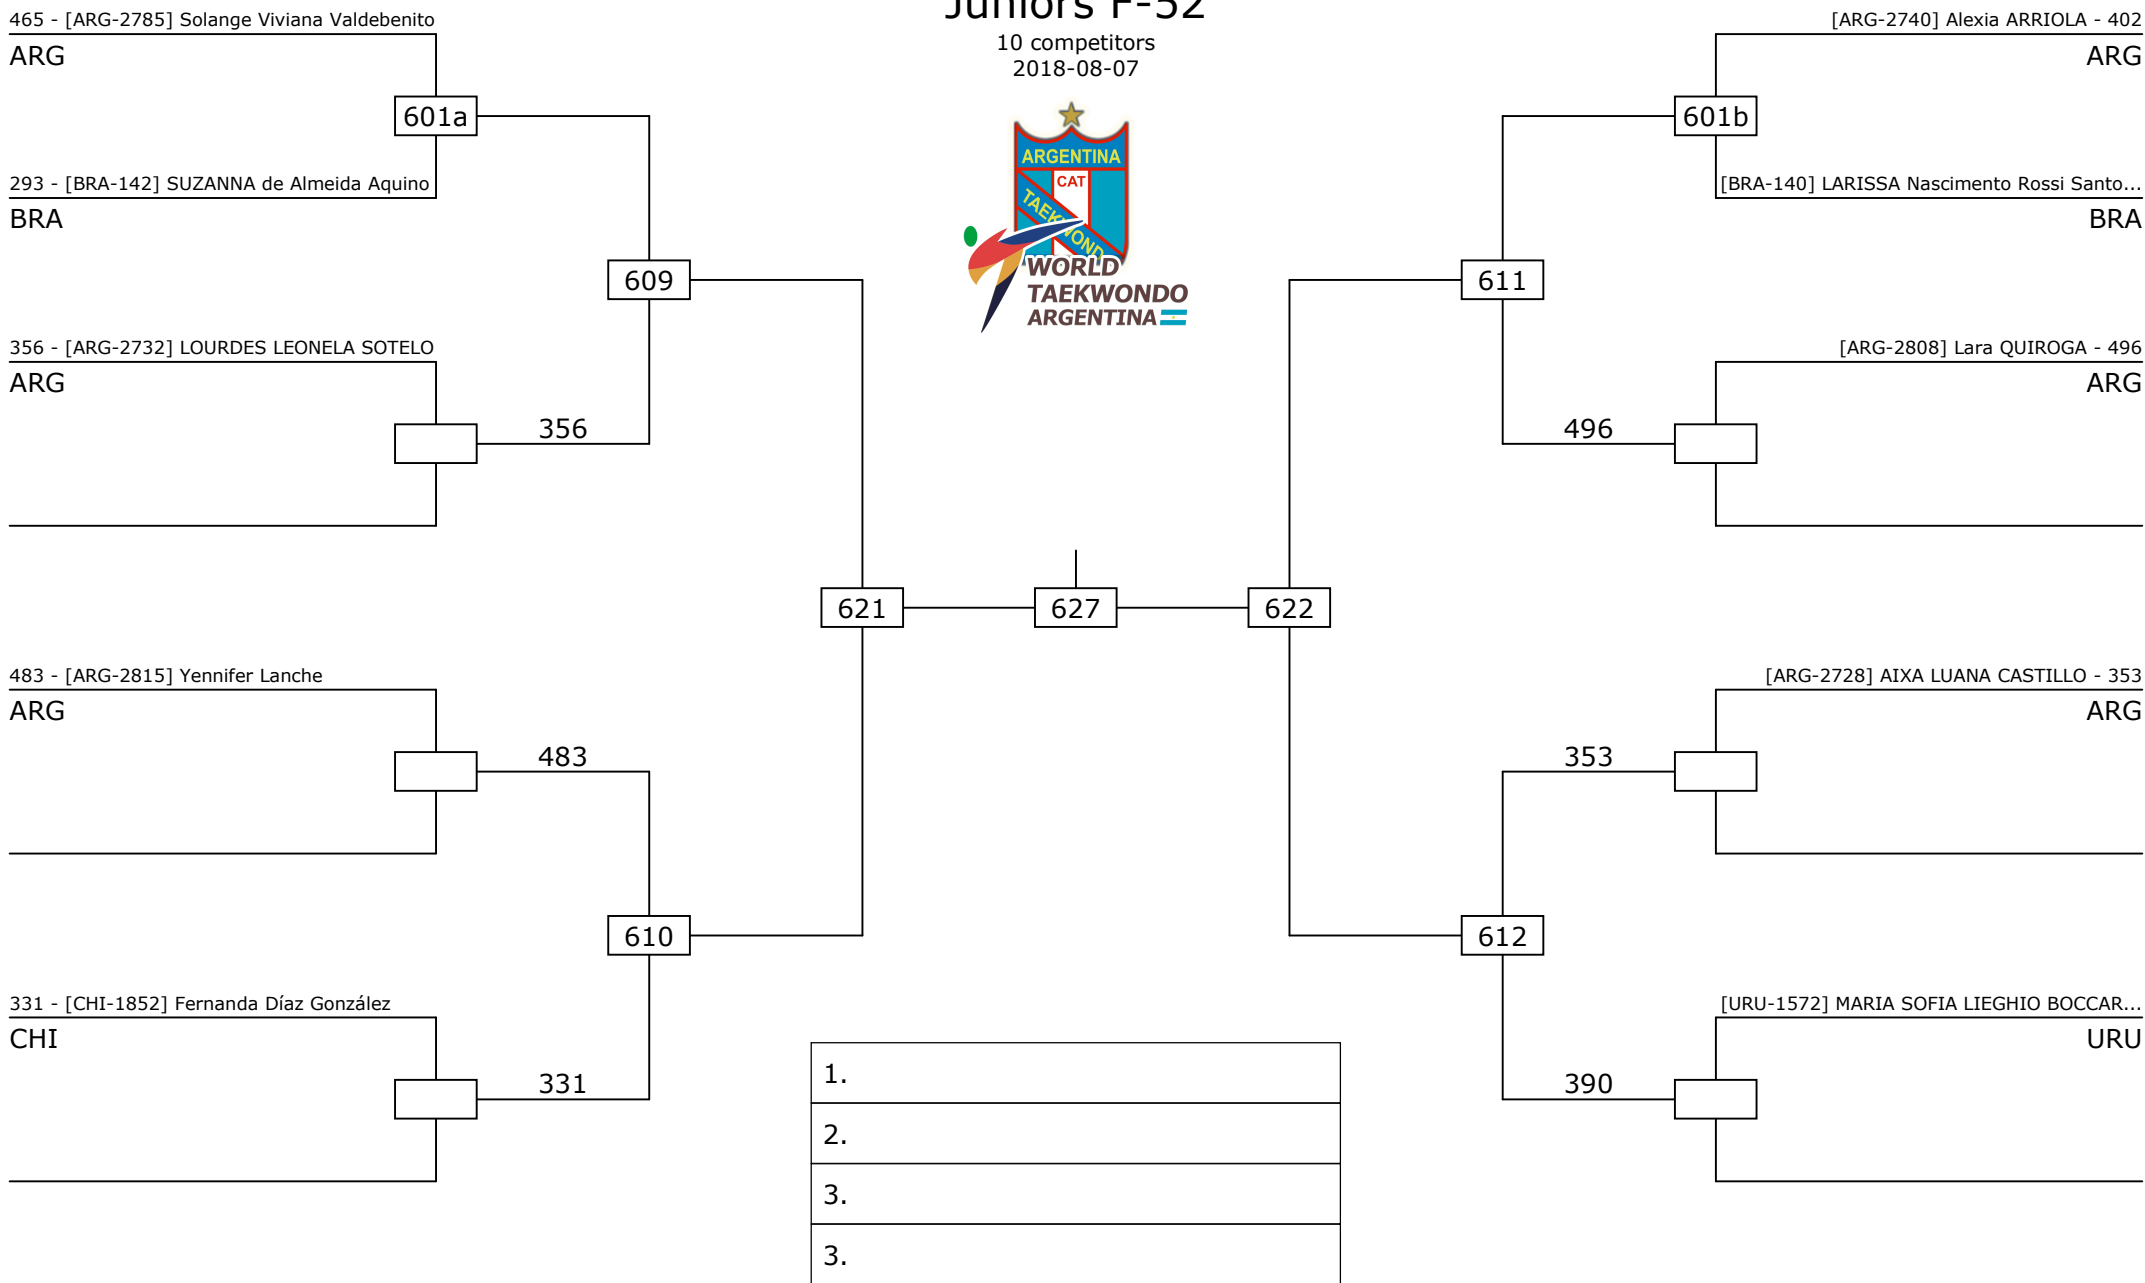 Juniors F-52
10 competitors
2018-08-07
ARGENTINA
CAT
TAEKWONDO
WORLD
TAEKWONDO
ARGENTINA
465 - [ARG-2785] Solange Viviana Valdebenito
ARG
601a
293 - [BRA-142] SUZANNA de Almeida Aquino
BRA
609
356 - [ARG-2732] LOURDES LEONELA SOTELO
ARG
356
621
483 - [ARG-2815] Yennifer Lanche
ARG
483
610
331 - [CHI-1852] Fernanda Díaz González
CHI
331
627
[ARG-2740] Alexia ARRIOLA - 402
ARG
601b
[BRA-140] LARISSA Nascimento Rossi Santo...
BRA
611
[ARG-2808] Lara QUIROGA - 496
ARG
496
622
[ARG-2728] AIXA LUANA CASTILLO - 353
ARG
353
612
[URU-1572] MARIA SOFIA LIEGHIO BOCCAR...
URU
390
1.
2.
3.
3.